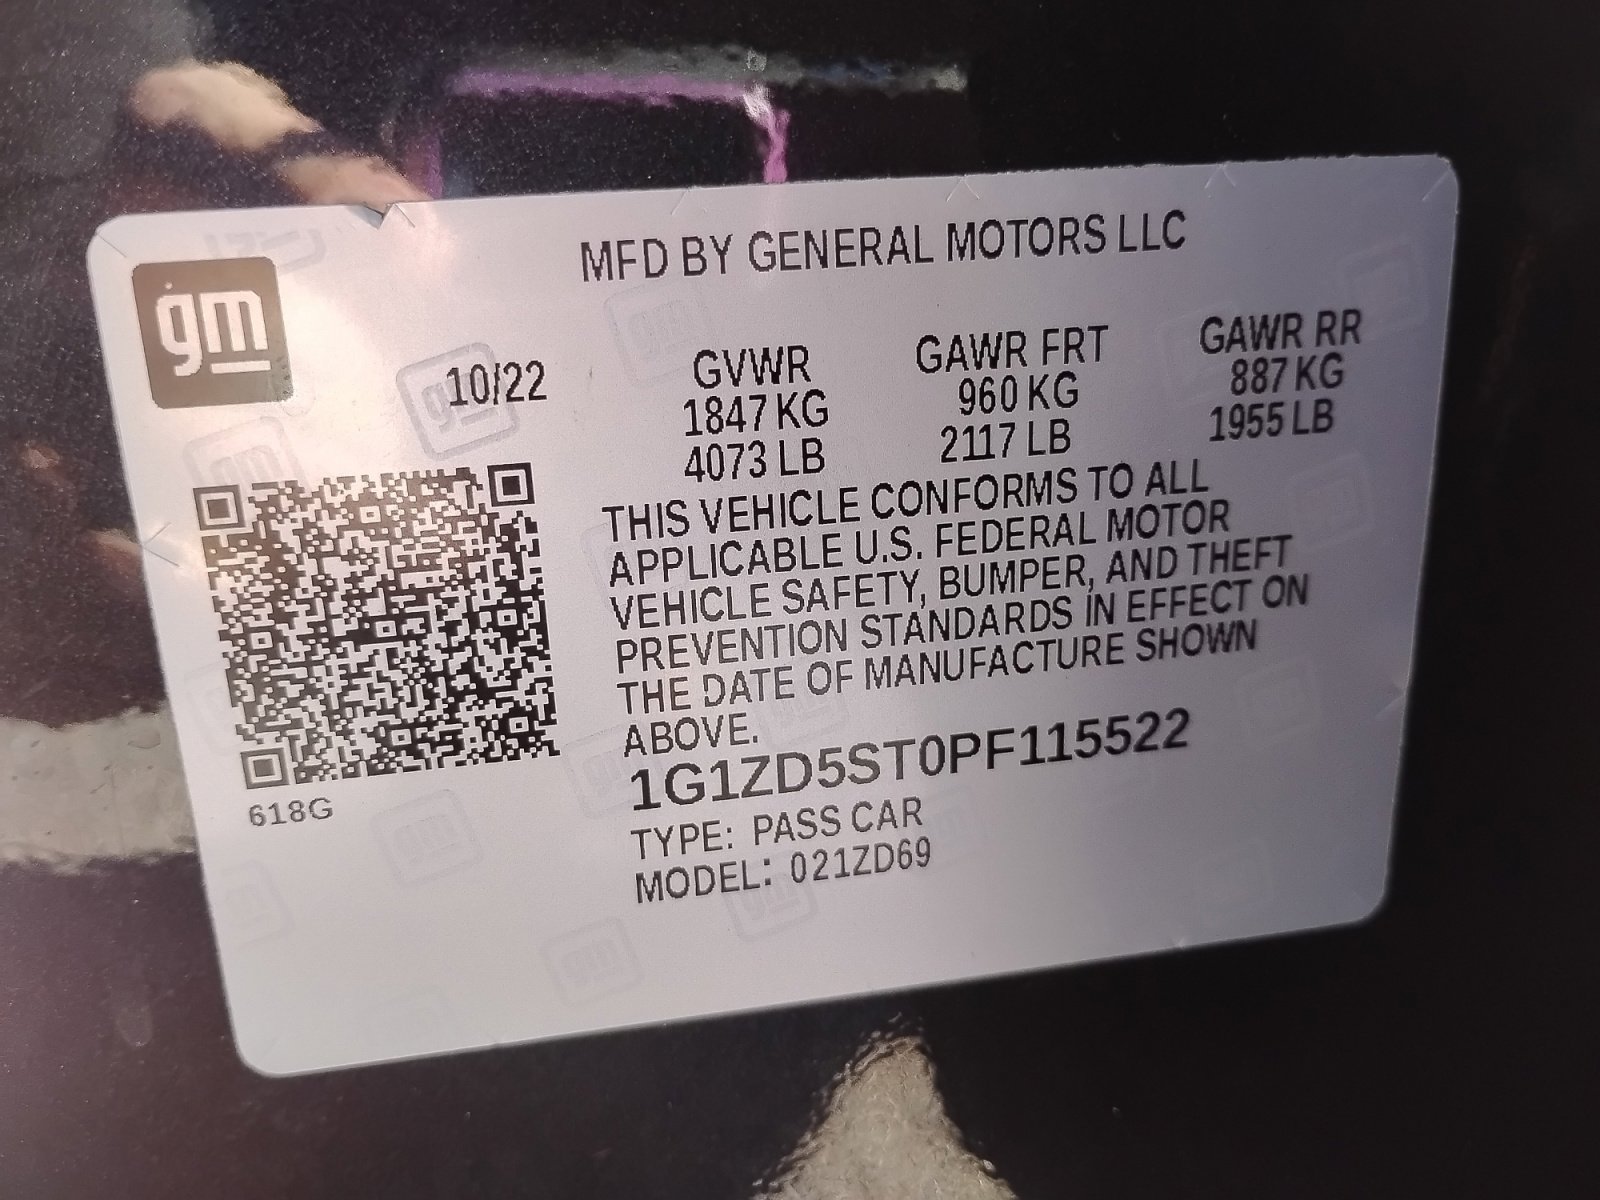 MFD BY GENERAL MOTORS LLC
gm
10/22
GVWR GAWR FRT GAWR RR
1847 KG 960 KG 887 KG
4073 LB 2117 LB 1955 LB
THIS VEHICLE CONFORMS TO ALL
APPLICABLE U.S. FEDERAL MOTOR
VEHICLE SAFETY, BUMPER, AND THEFT
PREVENTION STANDARDS IN EFFECT ON
THE DATE OF MANUFACTURE SHOWN
ABOVE.
1G1ZD5ST0PF115522
618G
TYPE: PASS CAR
MODEL: 021ZD69